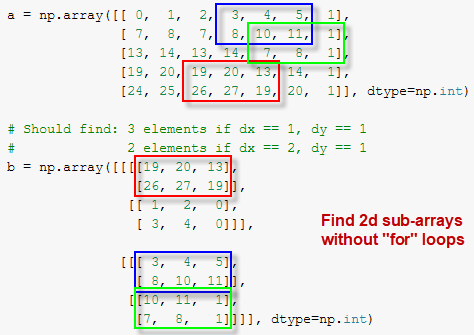 a = np.array([[ 0,  1,  2,  3,  4,  5,  1],
[ 7,  8,  7,  8, 10, 11,  1],
[13, 14, 13, 14,  7,  8,  1],
[19, 20, 19, 20, 13, 14,  1],
[24, 25, 26, 27, 19, 20,  1]], dtype=np.int)
# Should find: 3 elements if dx == 1, dy == 1
#              2 elements if dx == 2, dy == 1
b = np.array([[[[19, 20, 13],
[26, 27, 19]],
[[ 1,  2,  0],
[ 3,  4,  0]]],
Find 2d sub-arrays
without "for" loops
[[[ 3,  4,  5],
[ 8, 10, 11]],
[[10, 11,  1],
[7,  8,  1]]]], dtype=np.int)